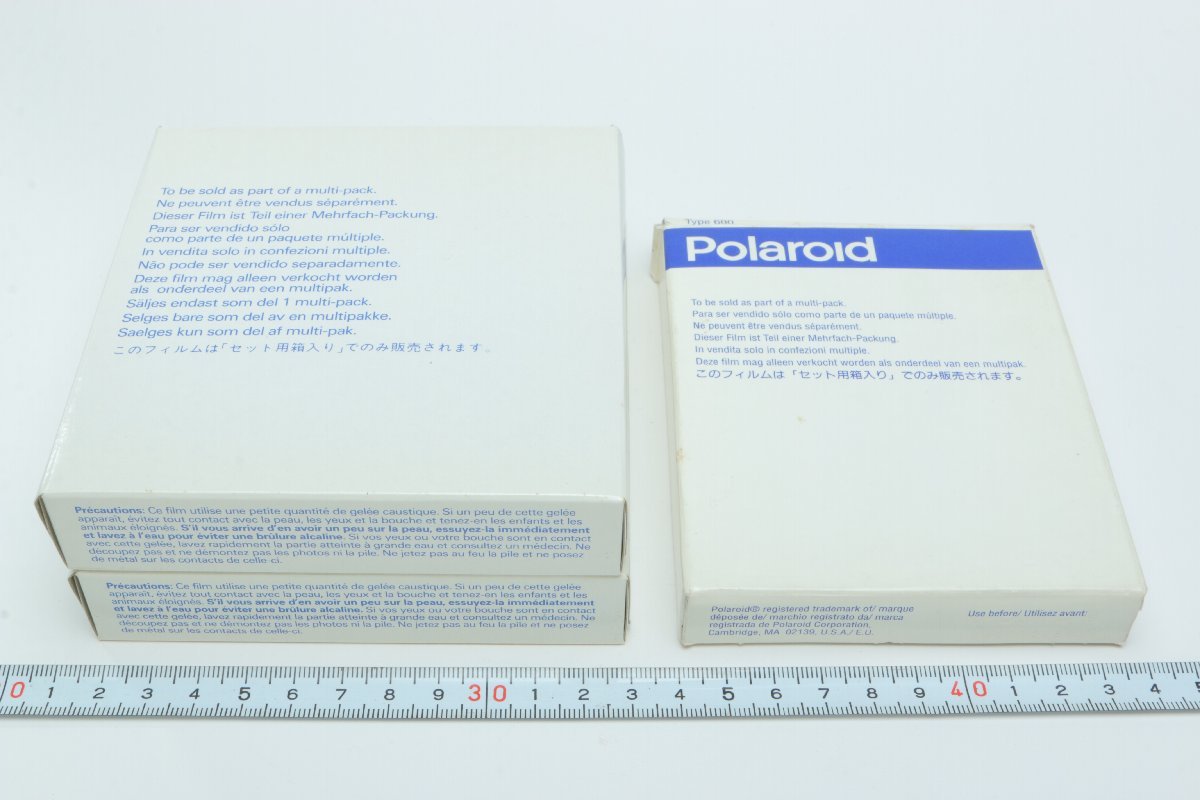 To be sold as part of a multi-pack.
Ne peuvent être vendus séparément.
Dieser Film ist Teil einer Mehrfach-Packung.
Para ser vendido sólo
como parte de un paquete múltiple.
In vendita solo in confezioni multiple.
Não pode ser vendido separadamente.
Deze film mag alleen verkocht worden
als onderdeel van een multipak.
Säljes endast som del 1 multi-pack.
Selges bare som del av en multipakke.
Saelges kun som del af multi-pak.
このフィルムは「セット用箱入り」でのみ販売されます。
Précautions: Ce film utilise une petite quantité de gelée caustique. Si un peu de cette gelée
apparaît, évitez tout contact avec la peau, les yeux et la bouche et tenez-en les enfants et les
animaux éloignés. S'il vous arrive d'en avoir un peu sur la peau, essuyez-la immédiatement
et lavez à l'eau pour éviter une brûlure alcaline. Si vos yeux ou votre bouche sont en contact
avec cette gelée, lavez rapidement la partie atteinte à grande eau et consultez un médecin. Ne
découpez pas et ne démontez pas les photos ni la pile. Ne jetez pas au feu la pile et ne posez
pas de métal sur les contacts de celle-ci.
Précautions: Ce film utilise une petite quantité de gelée caustique. Si un peu de cette gelée
apparaît, évitez tout contact avec la peau, les yeux et la bouche et tenez-en les enfants et les
animaux éloignés. S'il vous arrive d'en avoir un peu sur la peau, essuyez-la immédiatement
et lavez à l'eau pour éviter une brûlure alcaline. Si vos yeux ou votre bouche sont en contact
avec cette gelée, lavez rapidement la partie atteinte à grande eau et consultez un médecin. Ne
découpez pas et ne démontez pas les photos ni la pile. Ne jetez pas au feu la pile et ne posez
pas de métal sur les contacts de celle-ci.
Type 600
Polaroid
To be sold as part of a multi-pack.
Para ser vendido sólo como parte de un paquete múltiple.
Ne peuvent être vendus séparément.
Dieser Film ist Teil einer Mehrfach-Packung.
In vendita solo in confezioni multiple.
Deze film mag alleen verkocht worden als onderdeel van een multipak.
このフィルムは「セット用箱入り」でのみ販売されます。
Polaroid® registered trademark of/ marque
déposée de/ marchio registrato da/ marca
registrada de Polaroid Corporation,
Cambridge, MA 02139, U.S.A./ E.U.
Use before/ Utilisez avant:
0 1 2 3 4 5 6 7 8 9 30 1 2 3 4 5 6 7 8 9 40 1 2 3 4 5